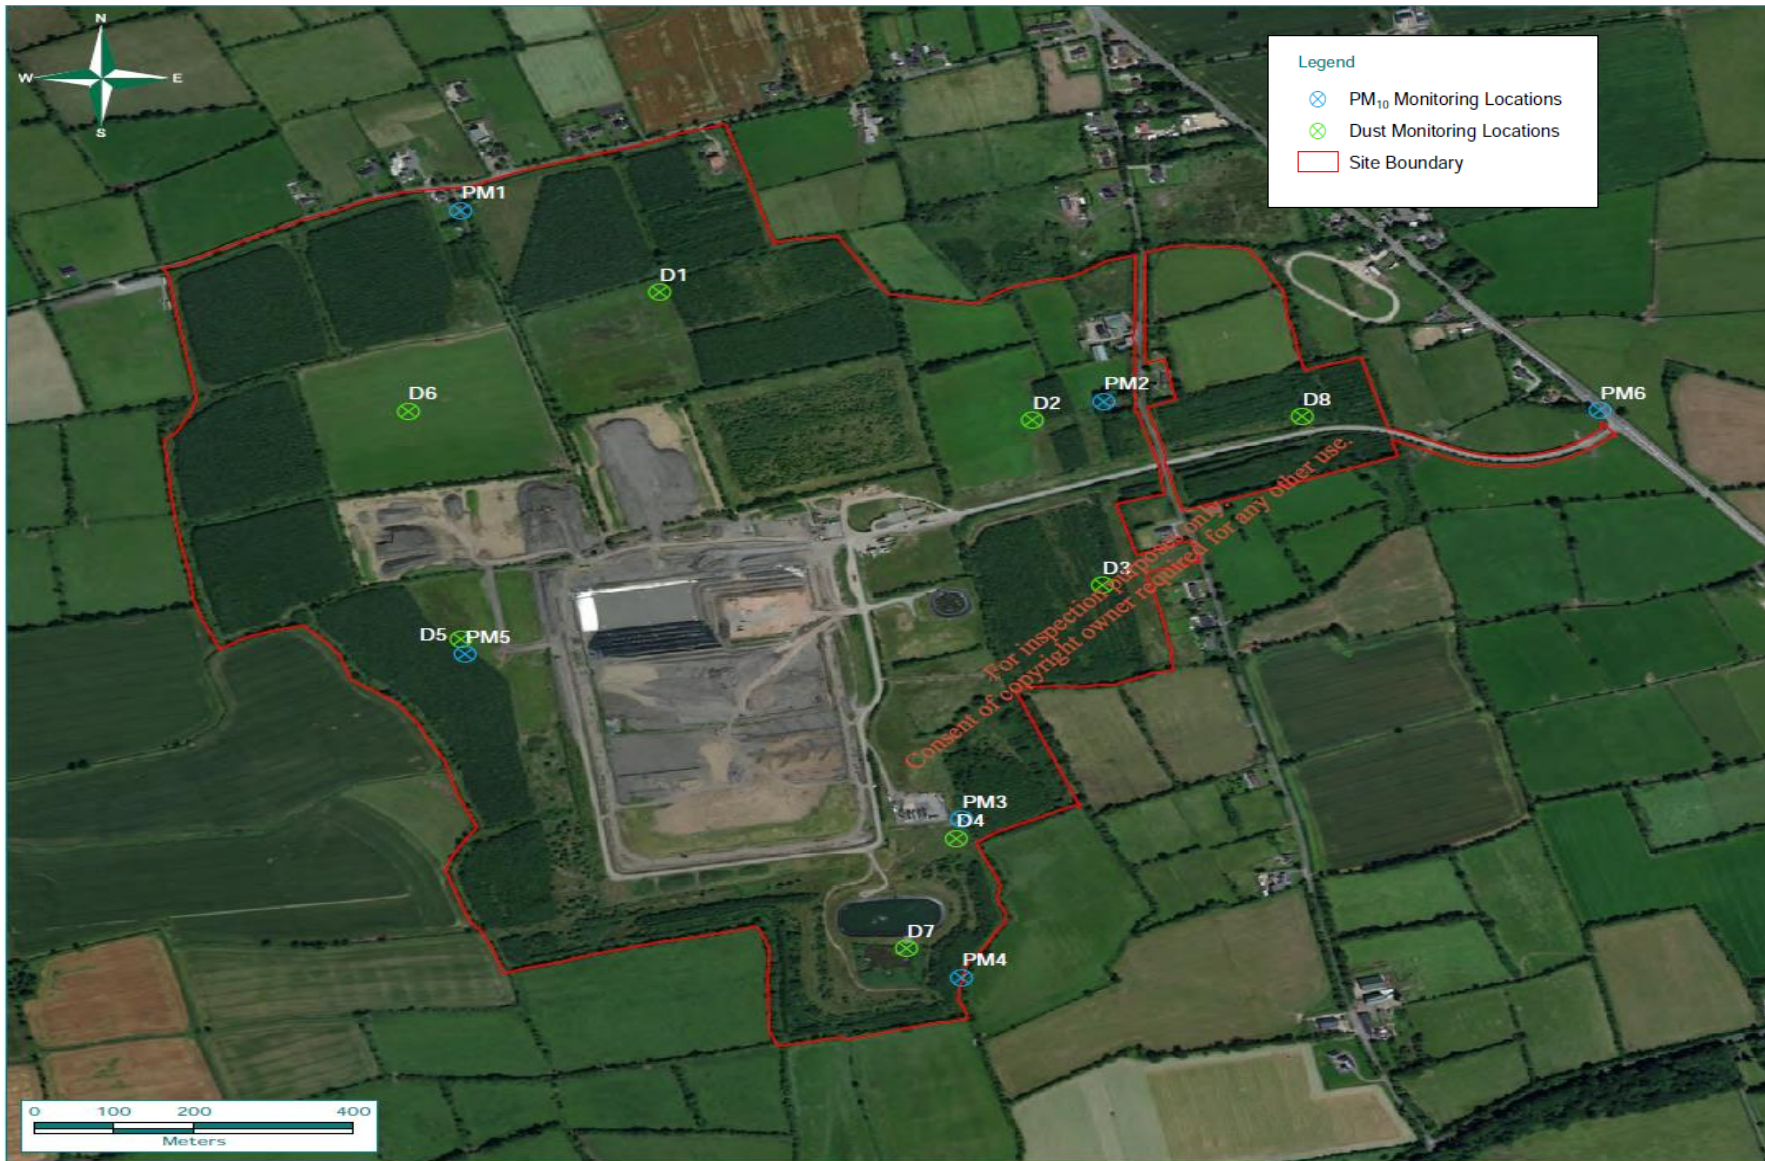 N
W E
S
Legend
PM10 Monitoring Locations
Dust Monitoring Locations
Site Boundary
PM1
D1
D6
PM2
D2
D8
PM6
D3
D5
PM5
For inspection purposes only.
Consent of copyright owner required for any other use.
PM3
D4
D7
PM4
0 100 200 400
Meters